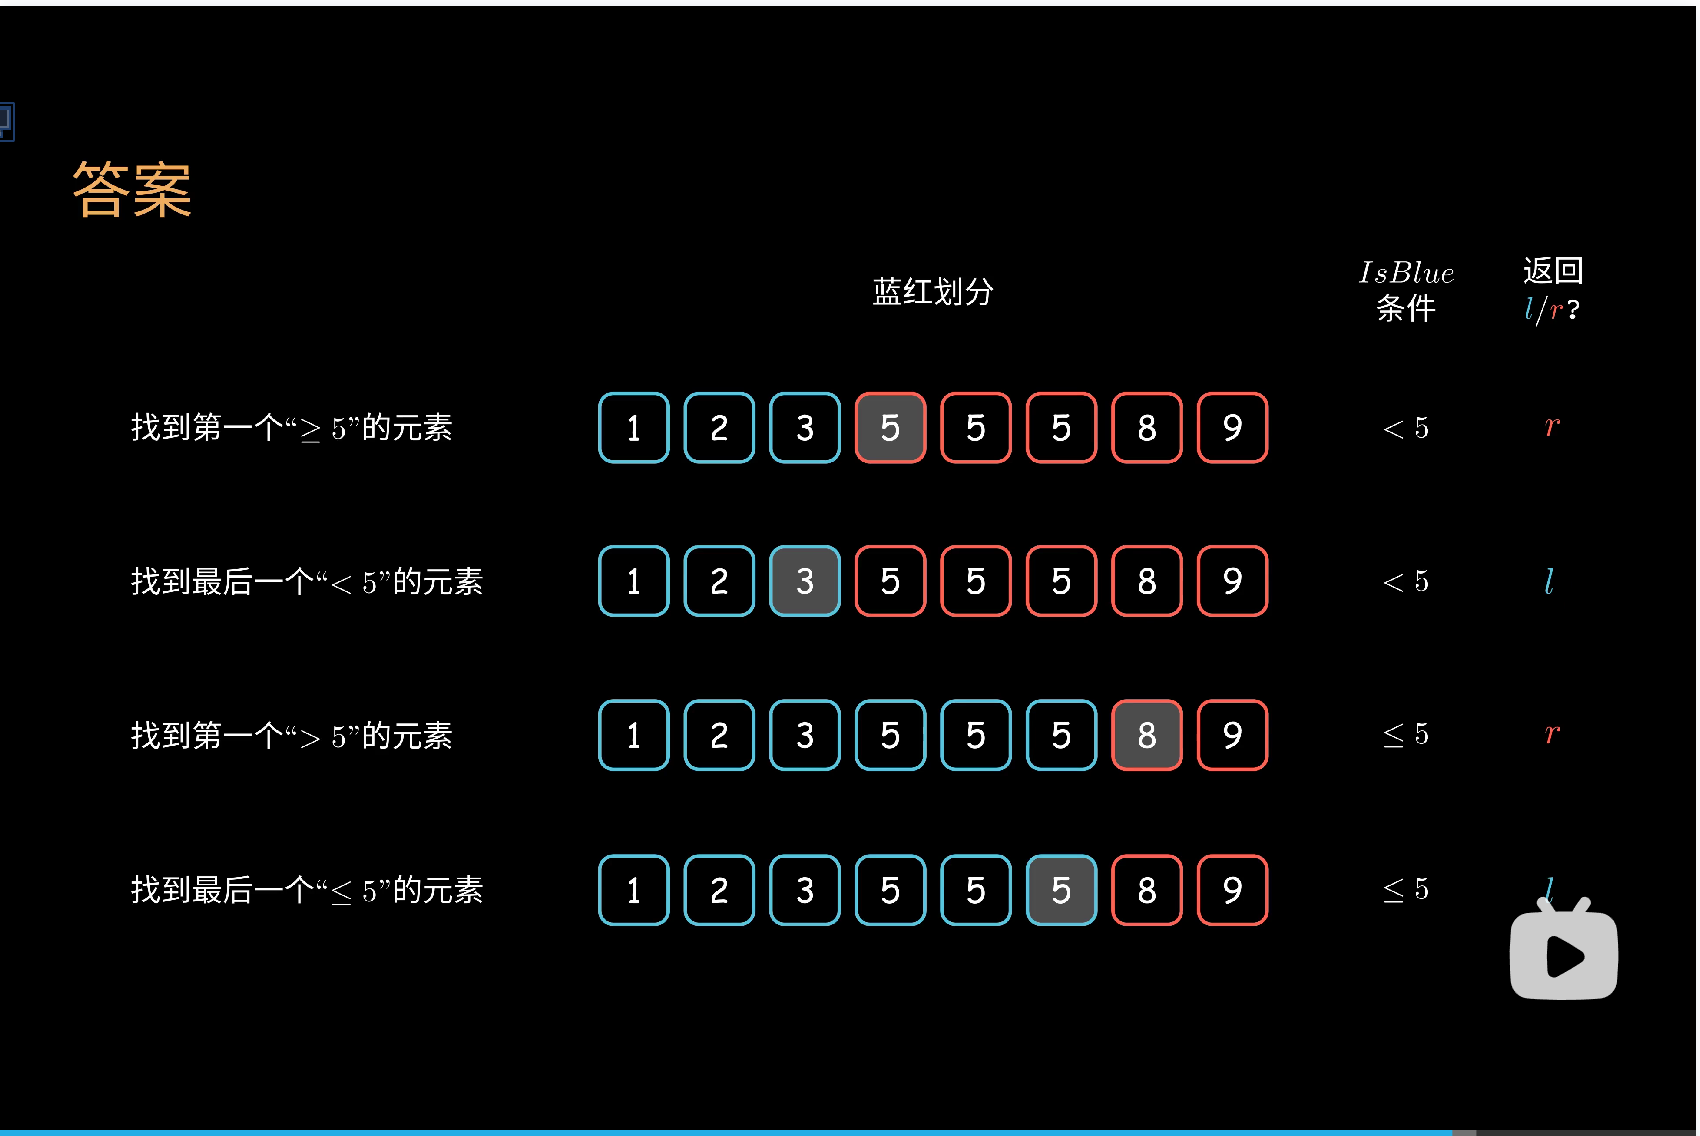 答案
蓝红划分
IsBlue
条件
返回
l/r?
找到第一个“≥ 5”的元素 1 2 3 5 5 5 8 9 < 5 r
找到最后一个“< 5”的元素 1 2 3 5 5 5 8 9 < 5 l
找到第一个“> 5”的元素 1 2 3 5 5 5 8 9 ≤ 5 r
找到最后一个“≤ 5”的元素 1 2 3 5 5 5 8 9 ≤ 5 l